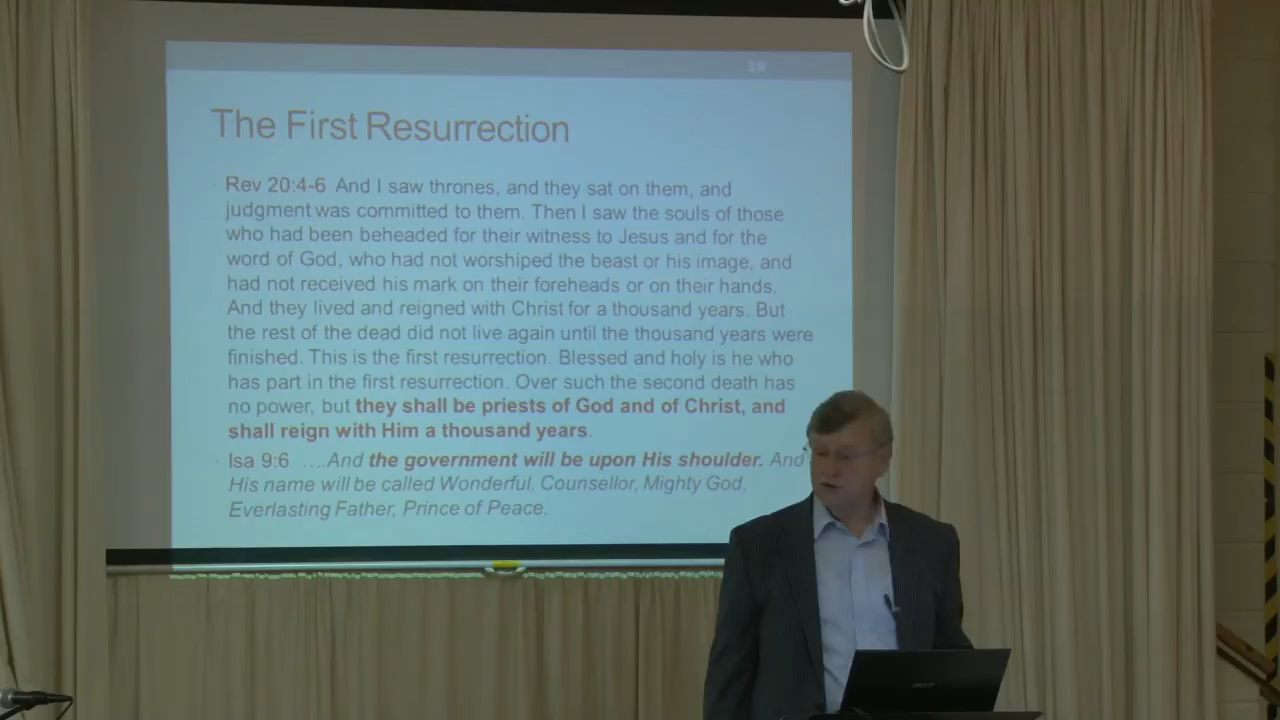 10
The First Resurrection
Rev 20:4-6 And I saw thrones, and they sat on them, and
judgment was committed to them. Then I saw the souls of those
who had been beheaded for their witness to Jesus and for the
word of God, who had not worshiped the beast or his image, and
had not received his mark on their foreheads or on their hands.
And they lived and reigned with Christ for a thousand years. But
the rest of the dead did not live again until the thousand years were
finished. This is the first resurrection. Blessed and holy is he who
has part in the first resurrection. Over such the second death has
no power, but they shall be priests of God and of Christ, and
shall reign with Him a thousand years.
Isa 9:6 ....And the government will be upon His shoulder. And
His name will be called Wonderful, Counsellor, Mighty God,
Everlasting Father, Prince of Peace.
acer